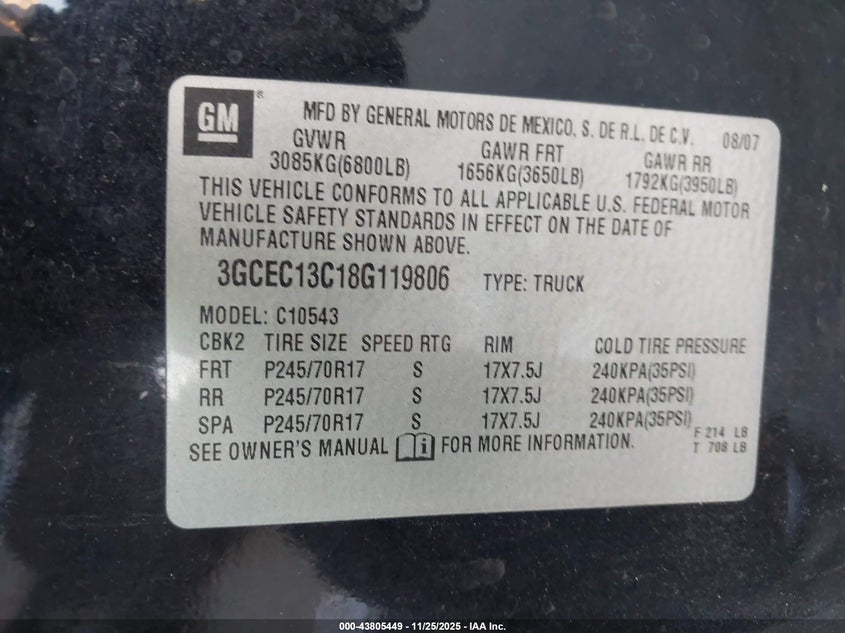 GM ®
MFD BY GENERAL MOTORS DE MEXICO, S. DE R.L. DE C.V. 08/07
GVWR GAWR FRT GAWR RR
3085KG(6800LB) 1656KG(3650LB) 1792KG(3950LB)
THIS VEHICLE CONFORMS TO ALL APPLICABLE U.S. FEDERAL MOTOR
VEHICLE SAFETY STANDARDS IN EFFECT ON THE DATE OF
MANUFACTURE SHOWN ABOVE.
3GCEC13C18G119806 TYPE: TRUCK
MODEL: C10543
CBK2 TIRE SIZE SPEED RTG RIM COLD TIRE PRESSURE
FRT P245/70R17 S 17X7.5J 240KPA(35PSI)
RR P245/70R17 S 17X7.5J 240KPA(35PSI)
SPA P245/70R17 S 17X7.5J 240KPA(35PSI)
F 214 LB
T 708 LB
SEE OWNER'S MANUAL i FOR MORE INFORMATION.
000-43805449 - 11/25/2025 - IAA Inc.